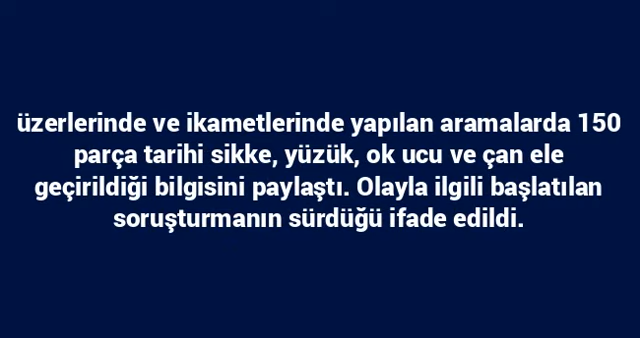 üzerlerinde ve ikametlerinde yapılan aramalarda 150
parça tarihi sikke, yüzük, ok ucu ve çan ele
geçirildiği bilgisini paylaştı. Olayla ilgili başlatılan
soruşturmanın sürdüğü ifade edildi.